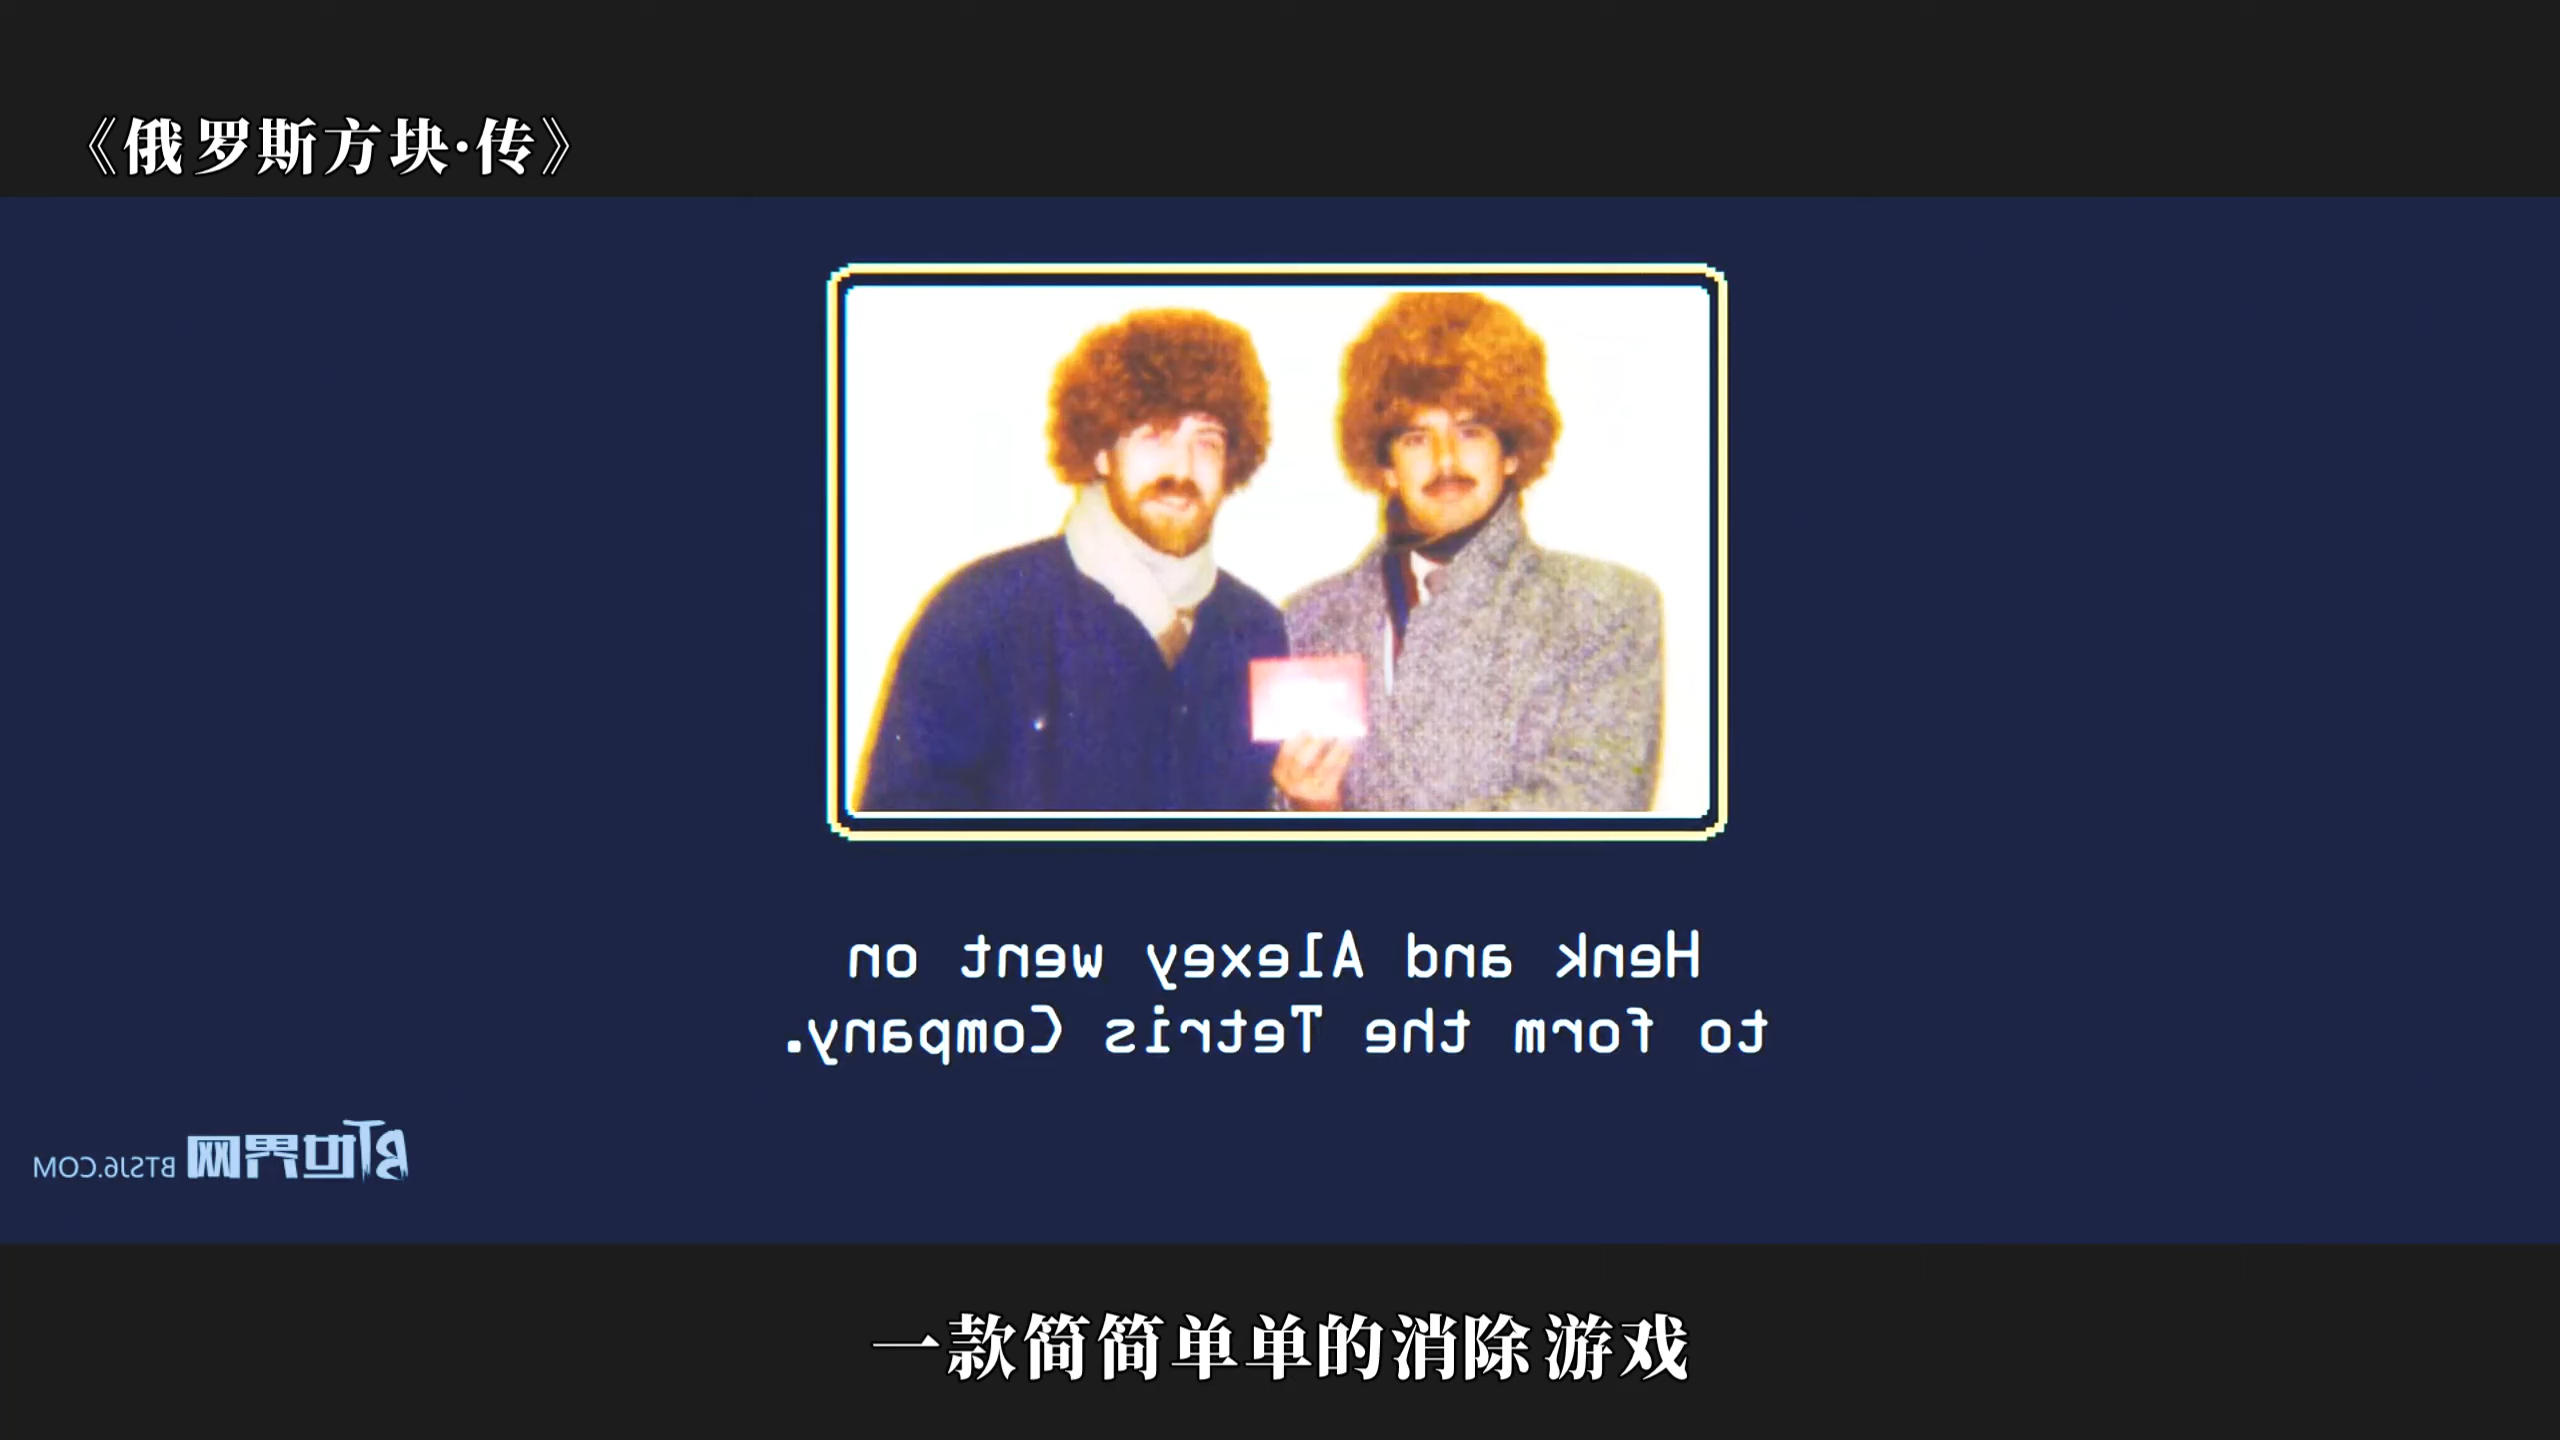 《俄罗斯方块·传》
Henk and Alexey went on
to form the Tetris Company.
BT世界网 BTSJ6.COM
一款简简单单的消除游戏